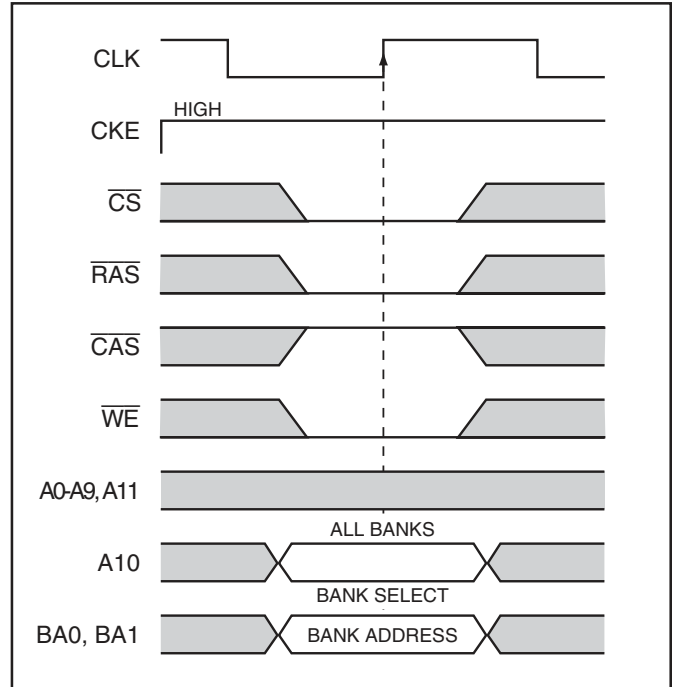 CLK
HIGH
CKE
CS
RAS
CAS
WE
A0-A9, A11
ALL BANKS
A10
BANK SELECT
BA0, BA1
BANK ADDRESS